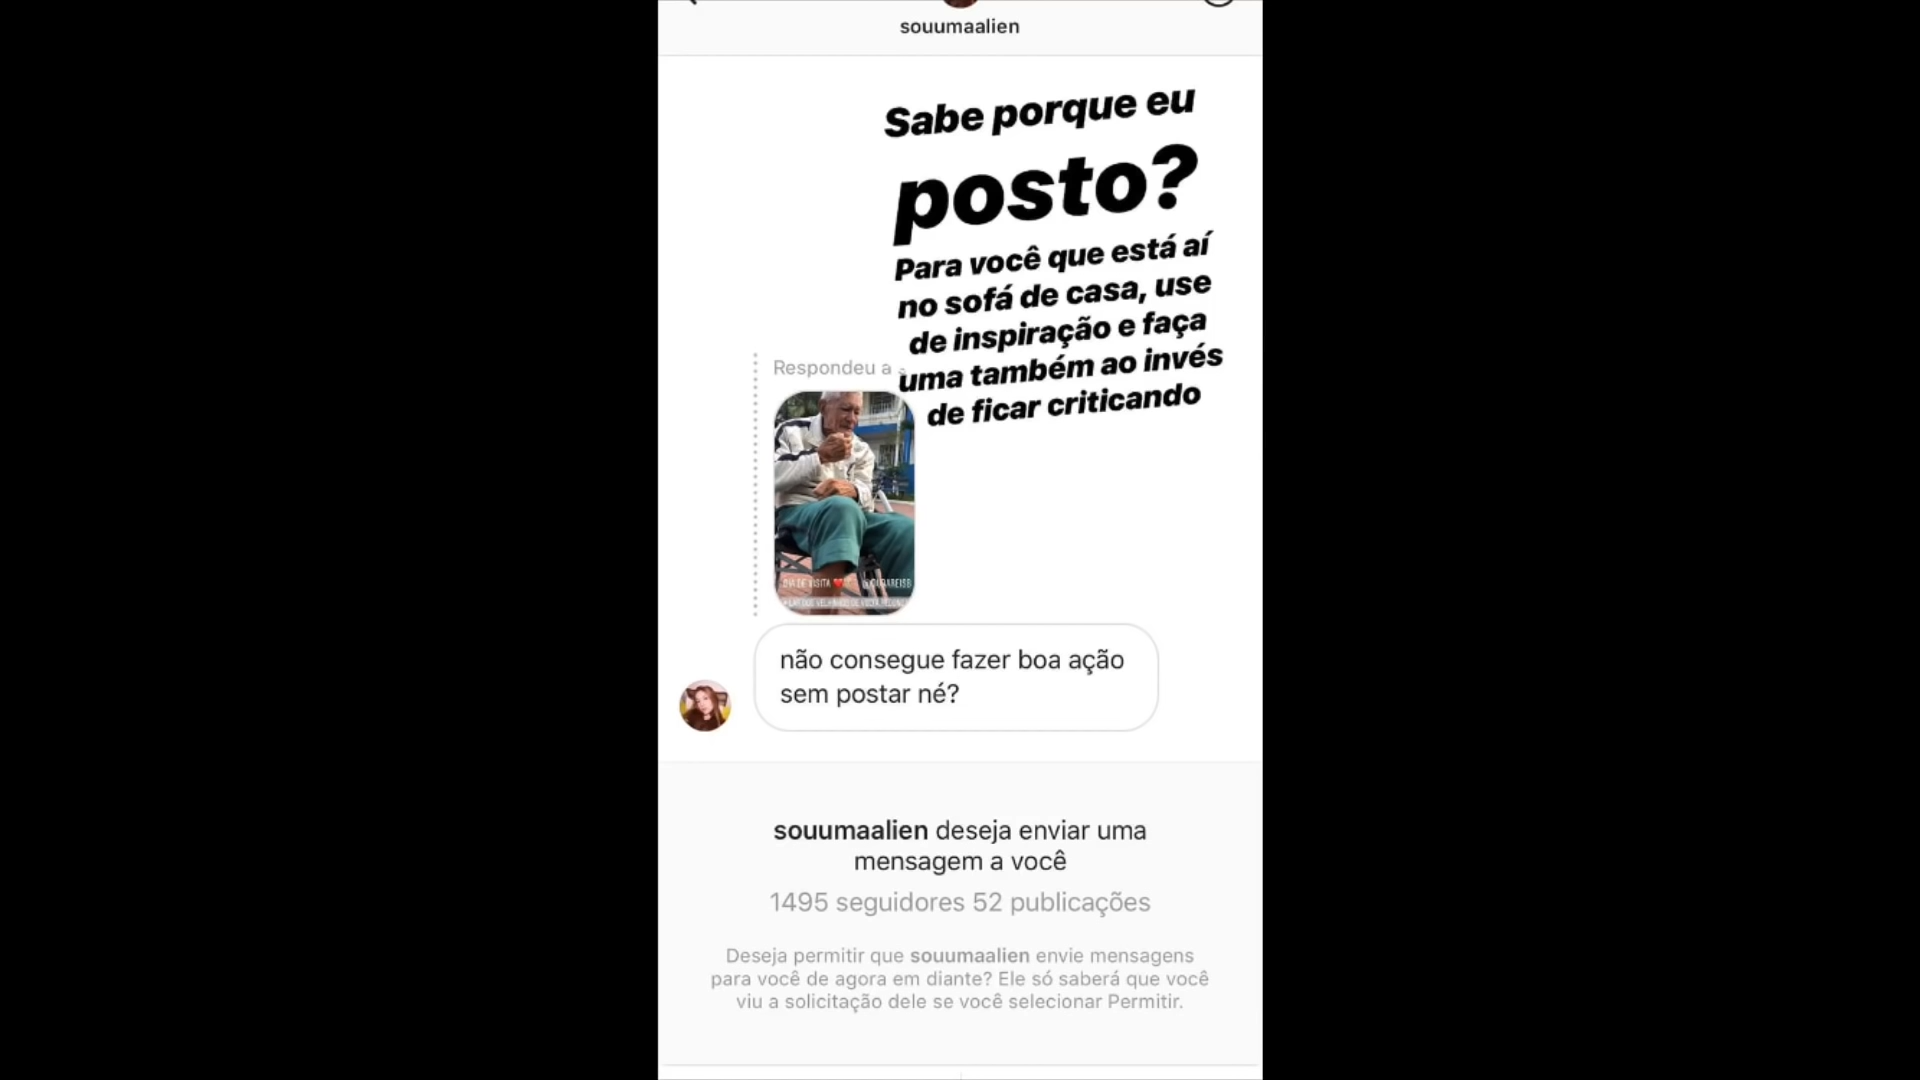 souumaalien
Sabe porque eu
posto?
Para você que está aí
no sofá de casa, use
de inspiração e faça
uma também ao invés
de ficar criticando
Respondeu a
DIA DE VISITA ❤️
não consegue fazer boa ação
sem postar né?
souumaalien deseja enviar uma
mensagem a você
1495 seguidores 52 publicações
Deseja permitir que souumaalien envie mensagens
para você de agora em diante? Ele só saberá que você
viu a solicitação dele se você selecionar Permitir.